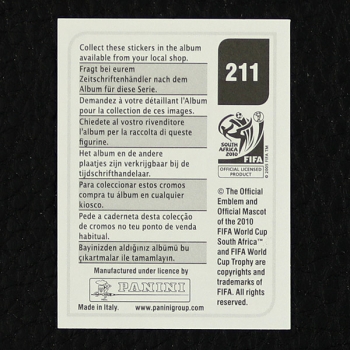 Collect these stickers in the album
available from your local shop.
Fragt bei eurem
Zeitschriftenhändler nach dem
Album für diese Serie.
Demandez à votre détaillant l'Album
pour la collection de ces images.
Chiedete al vostro rivenditore
l'album per la raccolta di queste
figurine.
Het album en de andere
plaatjes zijn verkrijgbaar bij de
tijdschrifthandelaar.
Para coleccionar estos cromos
compra tu álbum en cualquier
kiosco.
Pede a caderneta desta colecção
de cromos no teu ponto de venda
habitual.
Bayinizden aldığınız albümü bu
çıkartmalar ile tamamlayın.
Manufactured under licence by
PANINI
Made in Italy. www.paninigroup.com
211
SOUTH AFRICA
2010
FIFA
© 2005 FIFA TM
OFFICIAL LICENSED
PRODUCT
© The Official
Emblem and
Official Mascot
of the 2010
FIFA World Cup
South Africa™
and FIFA World
Cup Trophy are
copyrights and
trademarks of
FIFA. All rights
reserved.